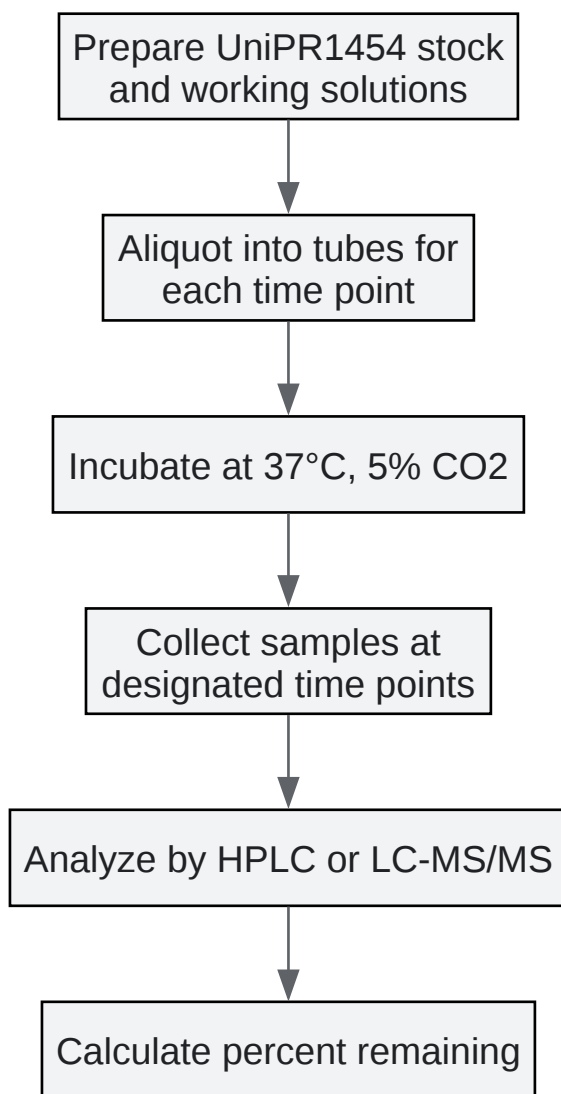 Prepare UniPR1454 stock
and working solutions
Aliquot into tubes for
each time point
Incubate at 37°C, 5% CO2
Collect samples at
designated time points
Analyze by HPLC or LC-MS/MS
Calculate percent remaining